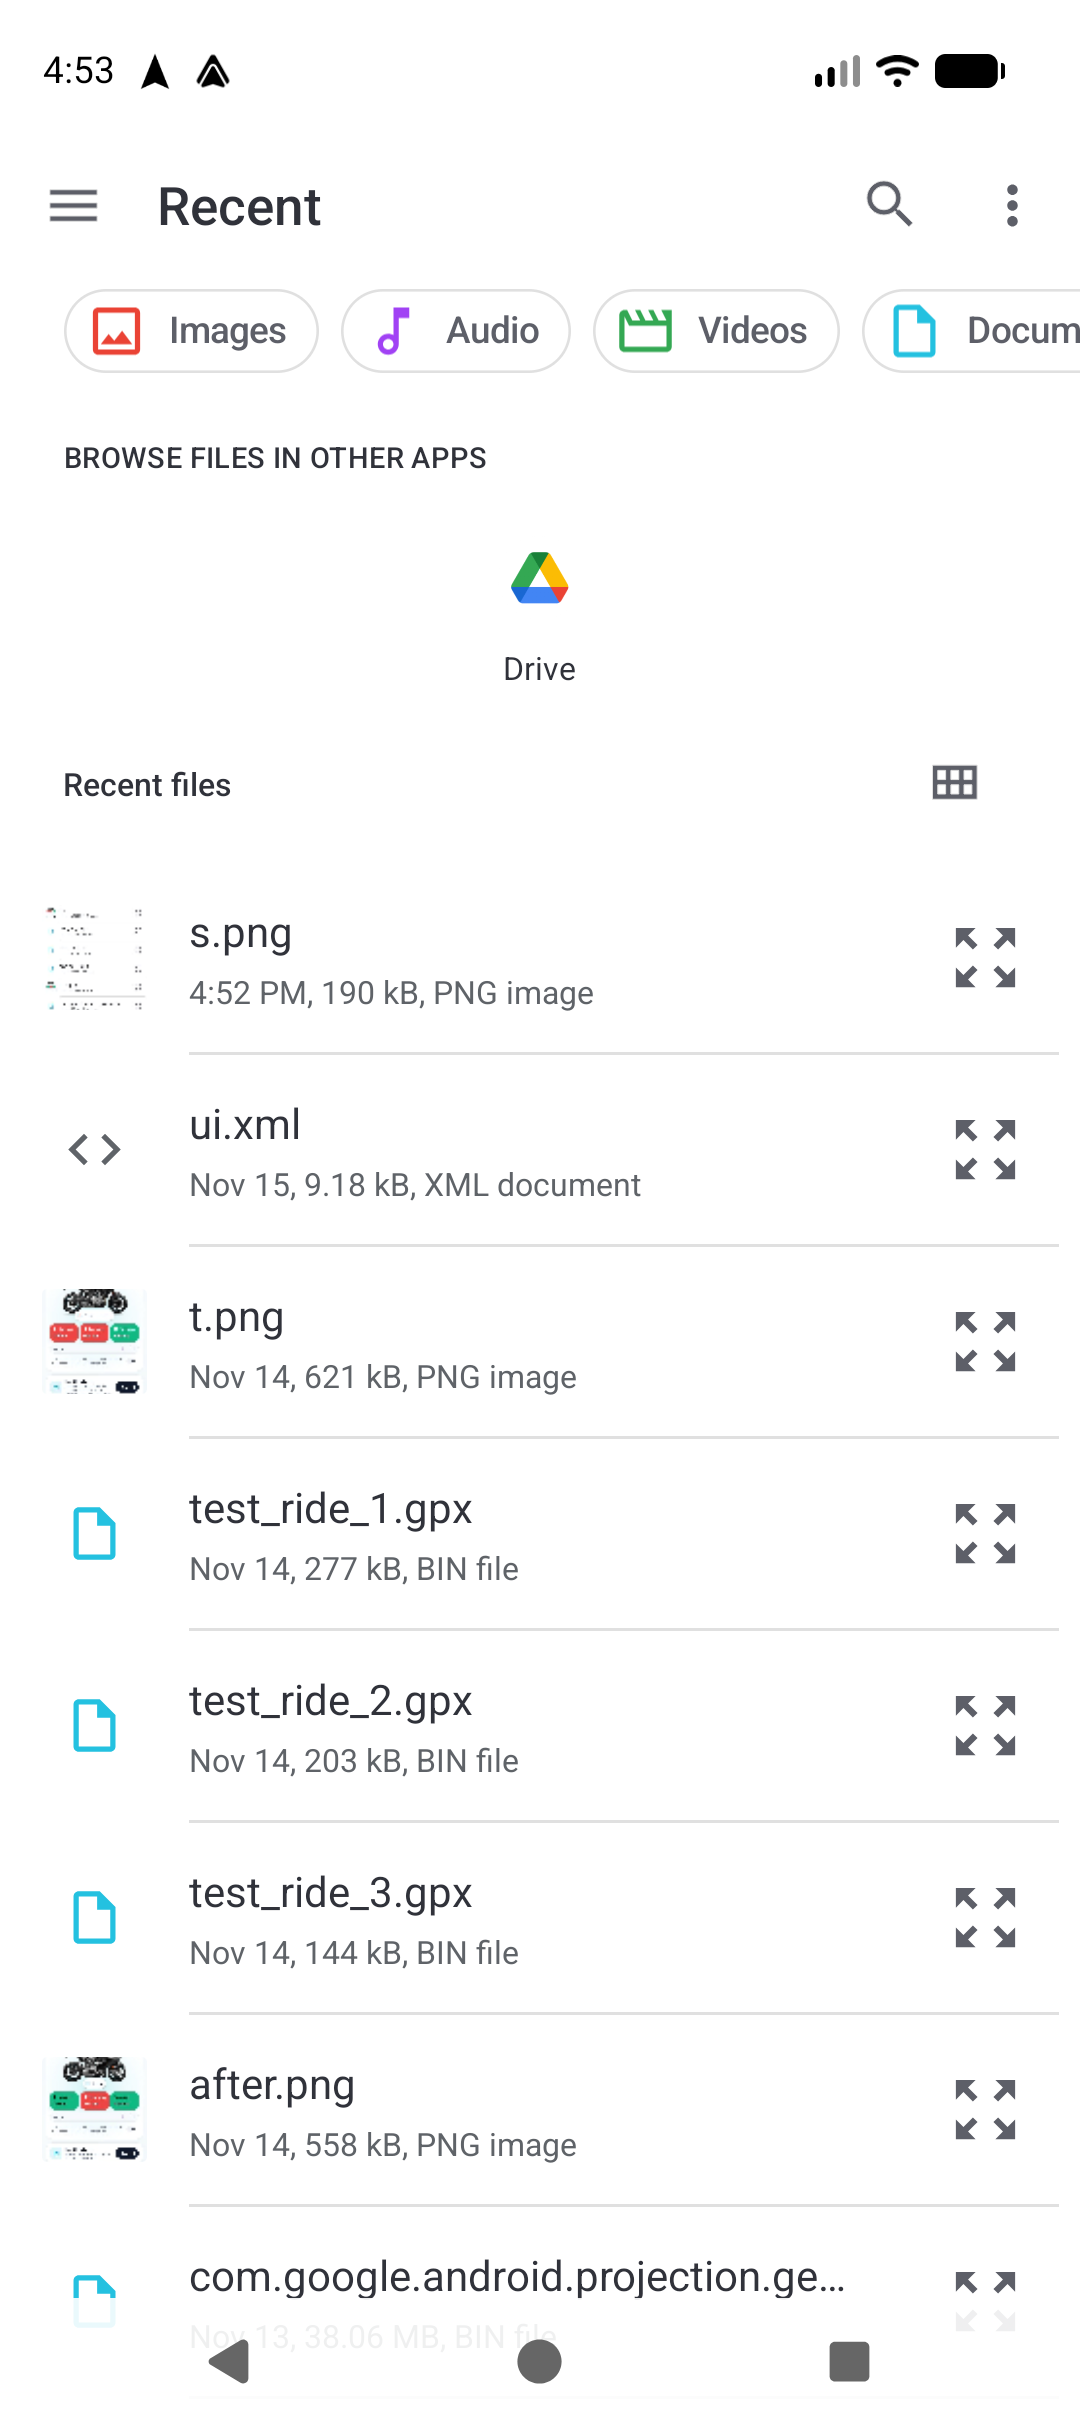 4:53
Recent
Images
Audio
Videos
Docum
BROWSE FILES IN OTHER APPS
Drive
Recent files
s.png
4:52 PM, 190 kB, PNG image
ui.xml
Nov 15, 9.18 kB, XML document
t.png
Nov 14, 621 kB, PNG image
test_ride_1.gpx
Nov 14, 277 kB, BIN file
test_ride_2.gpx
Nov 14, 203 kB, BIN file
test_ride_3.gpx
Nov 14, 144 kB, BIN file
after.png
Nov 14, 558 kB, PNG image
com.google.android.projection.ge...
Nov 13, 38.06 MB, BIN file